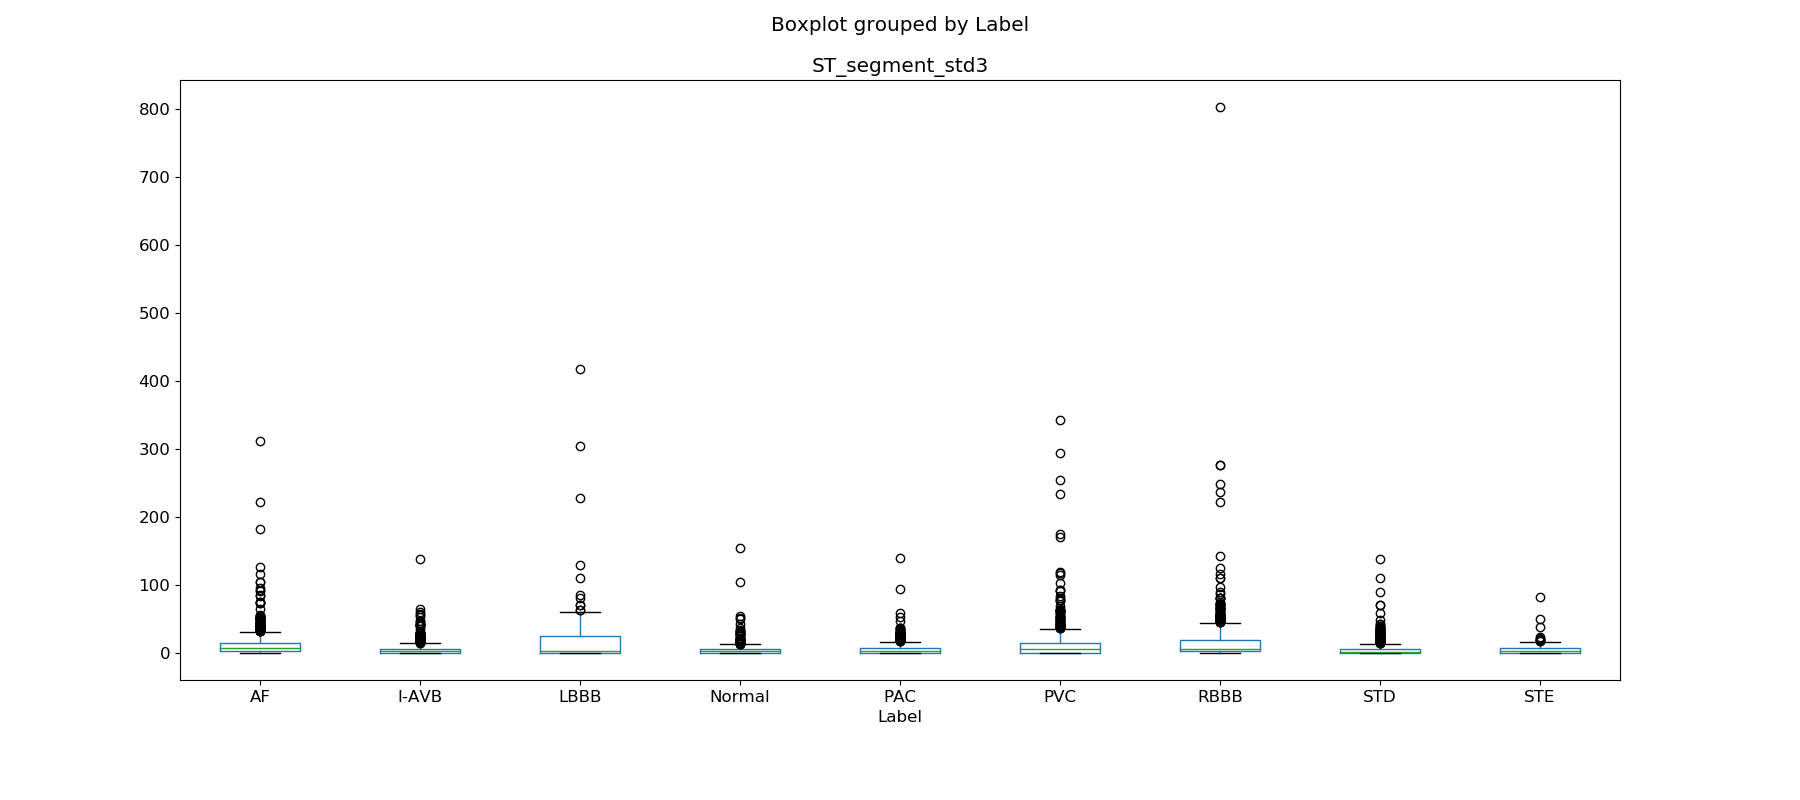 Boxplot grouped by Label
ST_segment_std3
800
700
600
500
400
300
200
100
0
AF I-AVB LBBB Normal PAC PVC RBBB STD STE
Label